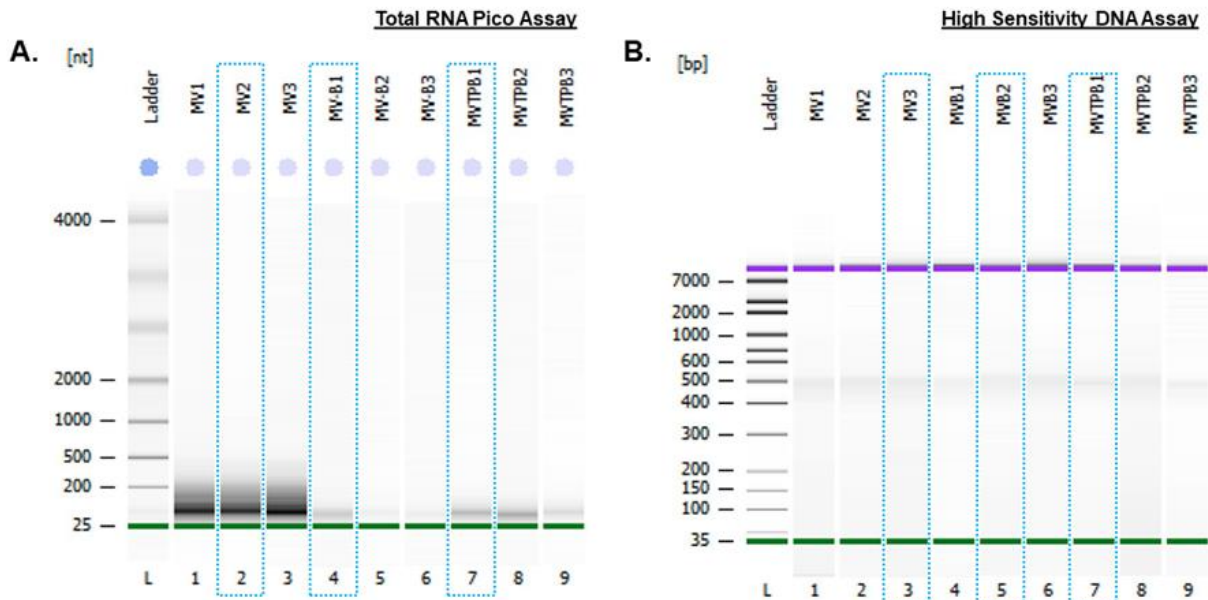 Total RNA Pico Assay
A.
[nt]
Ladder MV1 MV2 MV3 MV-B1 MV-B2 MV-B3 MVTPB1 MVTPB2 MVTPB3
4000
2000
1000
500
200
25
L 1 2 3 4 5 6 7 8 9
High Sensitivity DNA Assay
B.
[bp]
Ladder MV1 MV2 MV3 MVB1 MVB2 MVB3 MVTPB1 MVTPB2 MVTPB3
7000
2000
1000
600
500
400
300
200
150
100
35
L 1 2 3 4 5 6 7 8 9